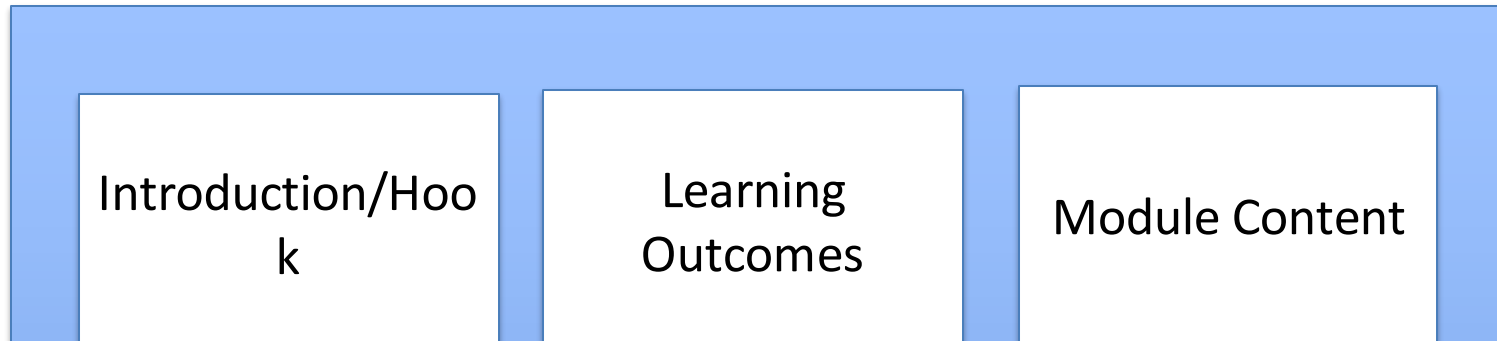 Introduction/Hoo
k
Learning
Outcomes
Module Content